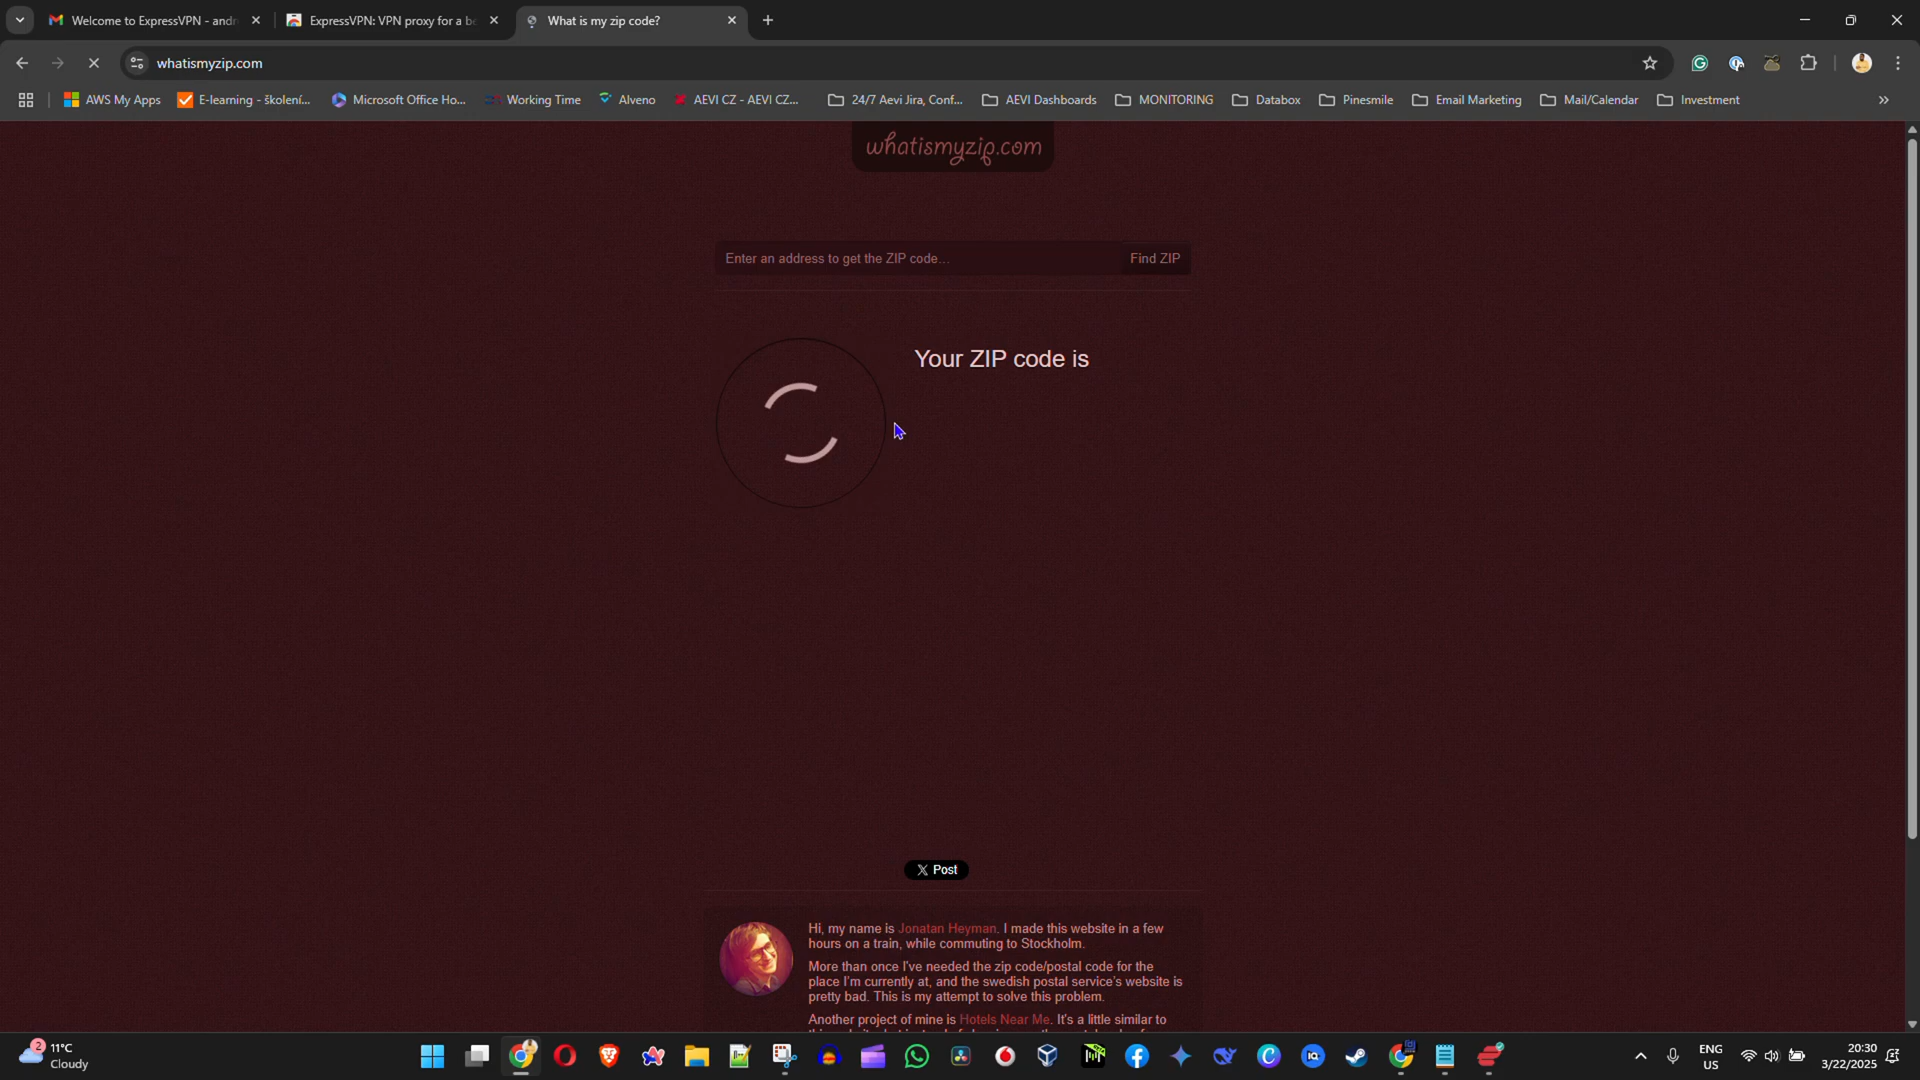 Welcome to ExpressVPN - andr
ExpressVPN: VPN proxy for a be
What is my zip code?
whatismyzip.com
AWS My Apps
E-learning - školení...
Microsoft Office Ho...
Working Time
Alveno
AEVI CZ - AEVI CZ...
24/7 Aevi Jira, Conf...
AEVI Dashboards
MONITORING
Databox
Pinesmile
Email Marketing
Mail/Calendar
Investment
whatismyzip.com
Enter an address to get the ZIP code...
Find ZIP
Your ZIP code is
Post
Hi, my name is Jonatan Heyman. I made this website in a few
hours on a train, while commuting to Stockholm.
More than once I've needed the zip code/postal code for the
place I'm currently at, and the swedish postal service's website is
pretty bad. This is my attempt to solve this problem.
Another project of mine is Hotels Near Me. It's a little similar to
2
11°C
Cloudy
ENG
US
20:30
3/22/2025